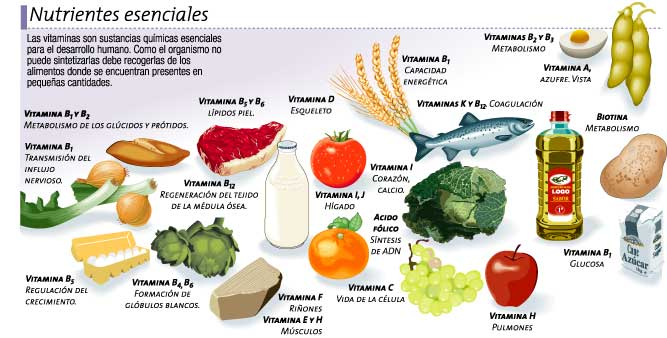 Nutrientes esenciales
Las vitaminas son sustancias químicas esenciales
para el desarrollo humano. Como el organismo no
puede sintetizarlas debe recogerlas de los
alimentos donde se encuentran presentes en
pequeñas cantidades.
VITAMINAS B2 Y B3
METABOLISMO
VITAMINA A,
AZUFRE. VISTA
VITAMINA B1
CAPACIDAD
ENERGÉTICA
VITAMINA B5 Y B6
LÍPIDOS PIEL.
VITAMINA D
ESQUELETO
VITAMINAS K Y B12. COAGULACIÓN
VITAMINA B1 Y B2
METABOLISMO DE LOS GLÚCIDOS Y PRÓTIDOS.
BIOTINA
METABOLISMO
VITAMINA B1
TRANSMISIÓN DEL
INFLUJO
NERVIOSO.
VITAMINA B12
REGENERACIÓN DEL TEJIDO
DE LA MÉDULA ÓSEA.
VITAMINA I, J
HÍGADO
VITAMINA I
CORAZÓN,
CALCIO.
LOGO
ACIDO
FÓLICO
SÍNTESIS
DE ADN
VITAMINA B1
GLUCOSA
Azúcar
VITAMINA B5
REGULACIÓN DEL
CRECIMIENTO.
VITAMINA B4, B6
FORMACIÓN DE
GLÓBULOS BLANCOS.
VITAMINA F
RIÑONES
VITAMINA E Y H
MÚSCULOS
VITAMINA C
VIDA DE LA CÉLULA
VITAMINA H
PULMONES